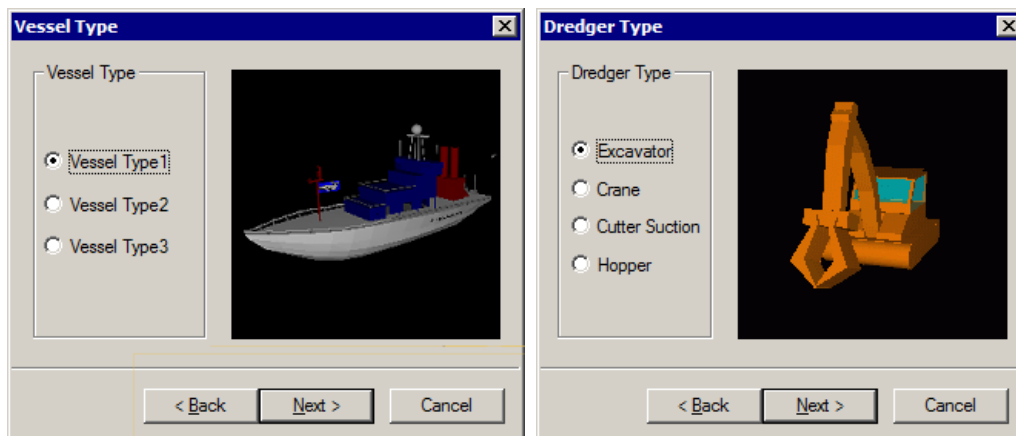 Vessel Type
Vessel Type
Vessel Type1
Vessel Type2
Vessel Type3
< Back
Next >
Cancel
Dredger Type
Dredger Type
Excavator
Crane
Cutter Suction
Hopper
< Back
Next >
Cancel